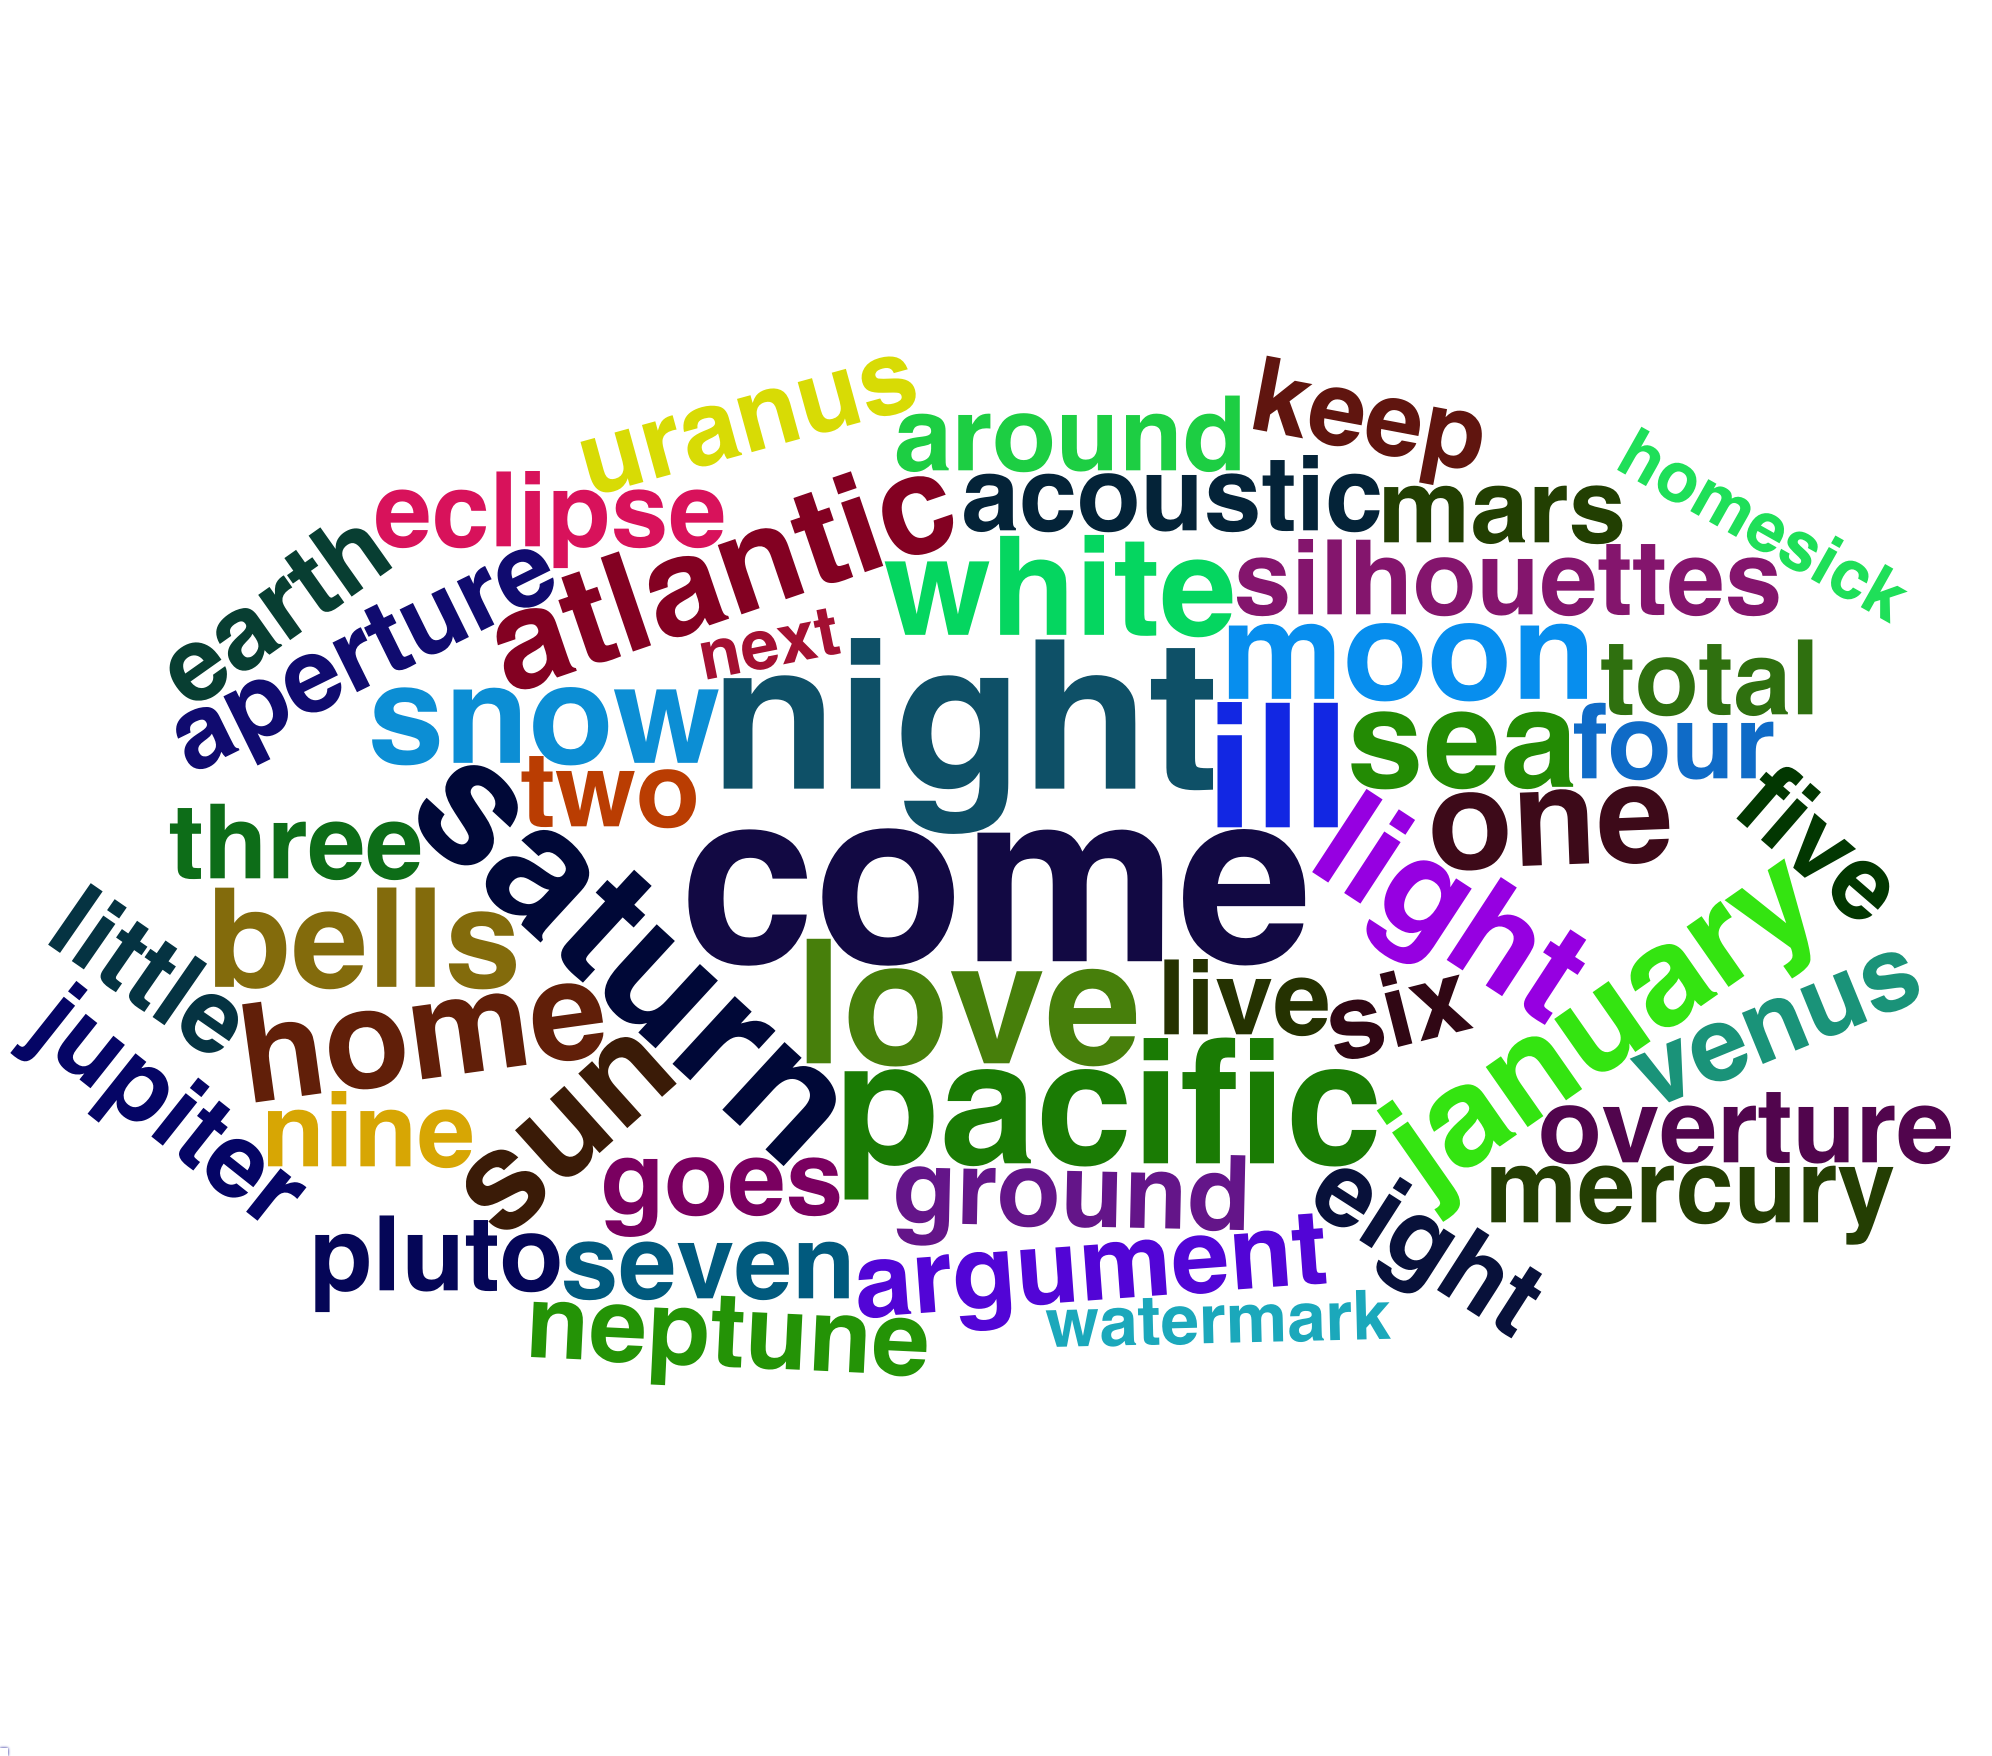 uranus
around
keep
homesick
eclipse
atlantic
acoustic
mars
earth
aperture
next
white
silhouettes
snow
night
moon
total
ill
sea
four
three
two
saturn
come
light
one
five
little
bells
love
live
six
january
venus
jupiter
home
sun
pacific
overture
nine
goes
ground
eight
mercury
pluto
seven
argument
neptune
watermark